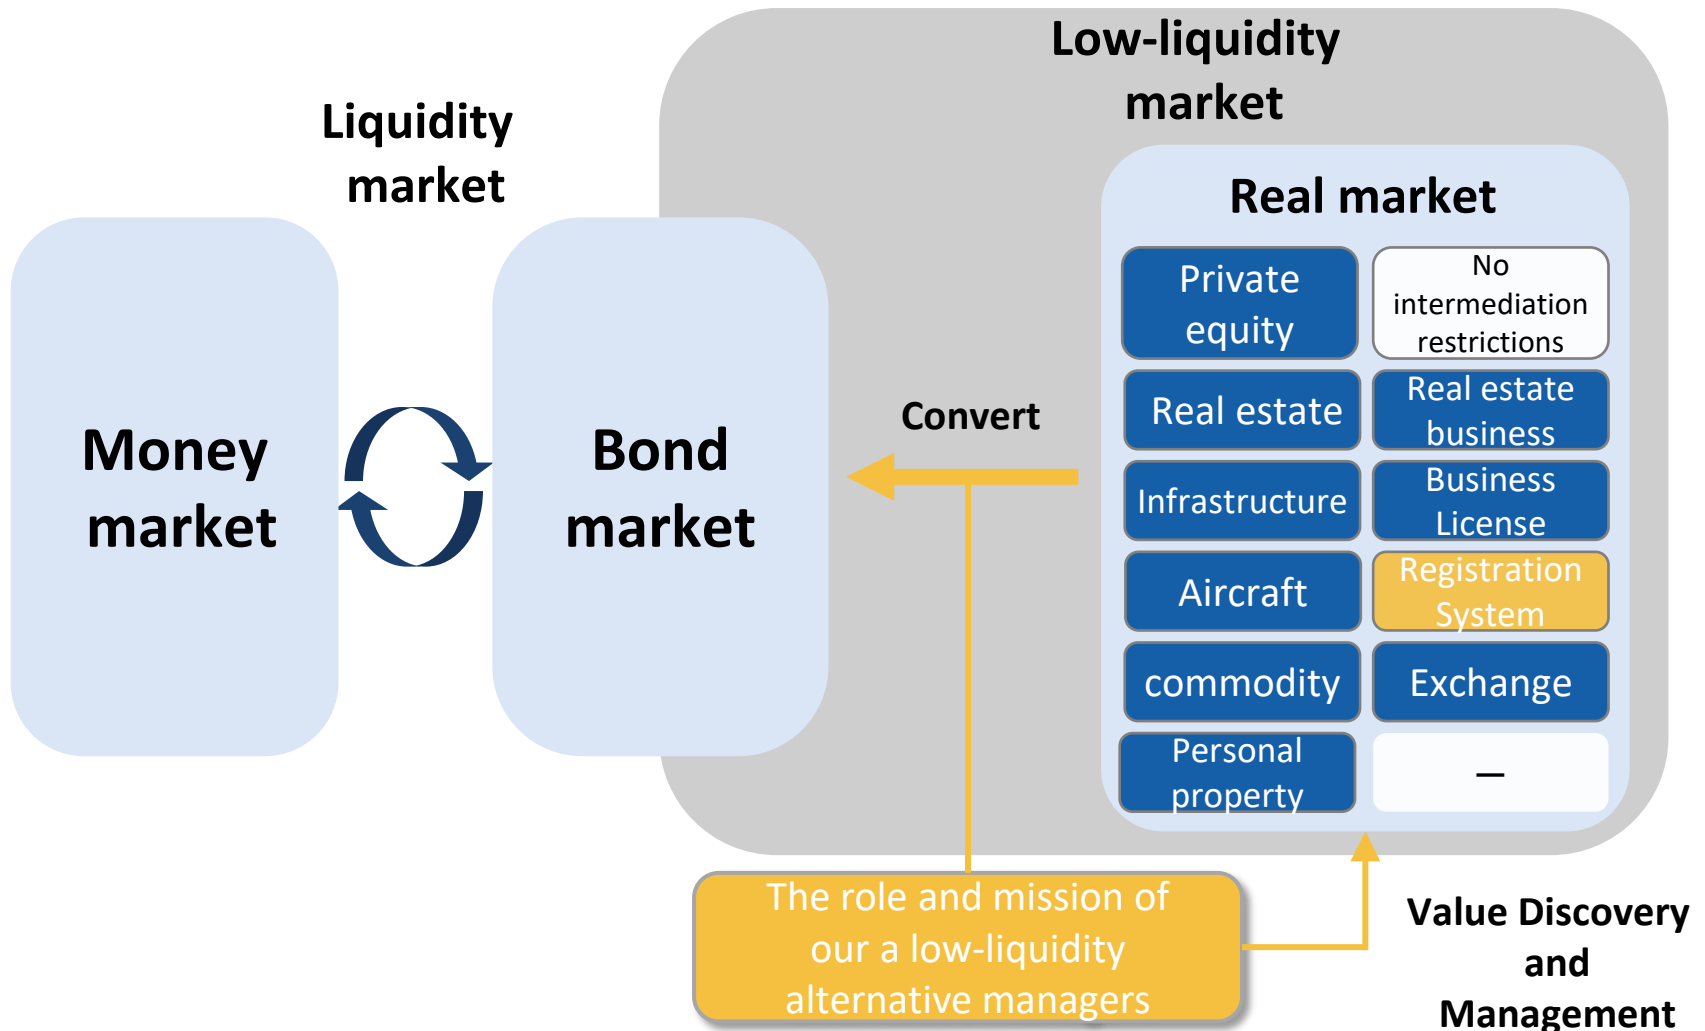 Low-liquidity
market
Liquidity
market
Real market
Private
equity
No
intermediation
restrictions
Real estate
Real estate
business
Infrastructure
Business
License
Aircraft
Registration
System
commodity
Exchange
Personal
property
—
Money
market
Bond
market
Convert
The role and mission of
our a low-liquidity
alternative managers
Value Discovery
and
Management